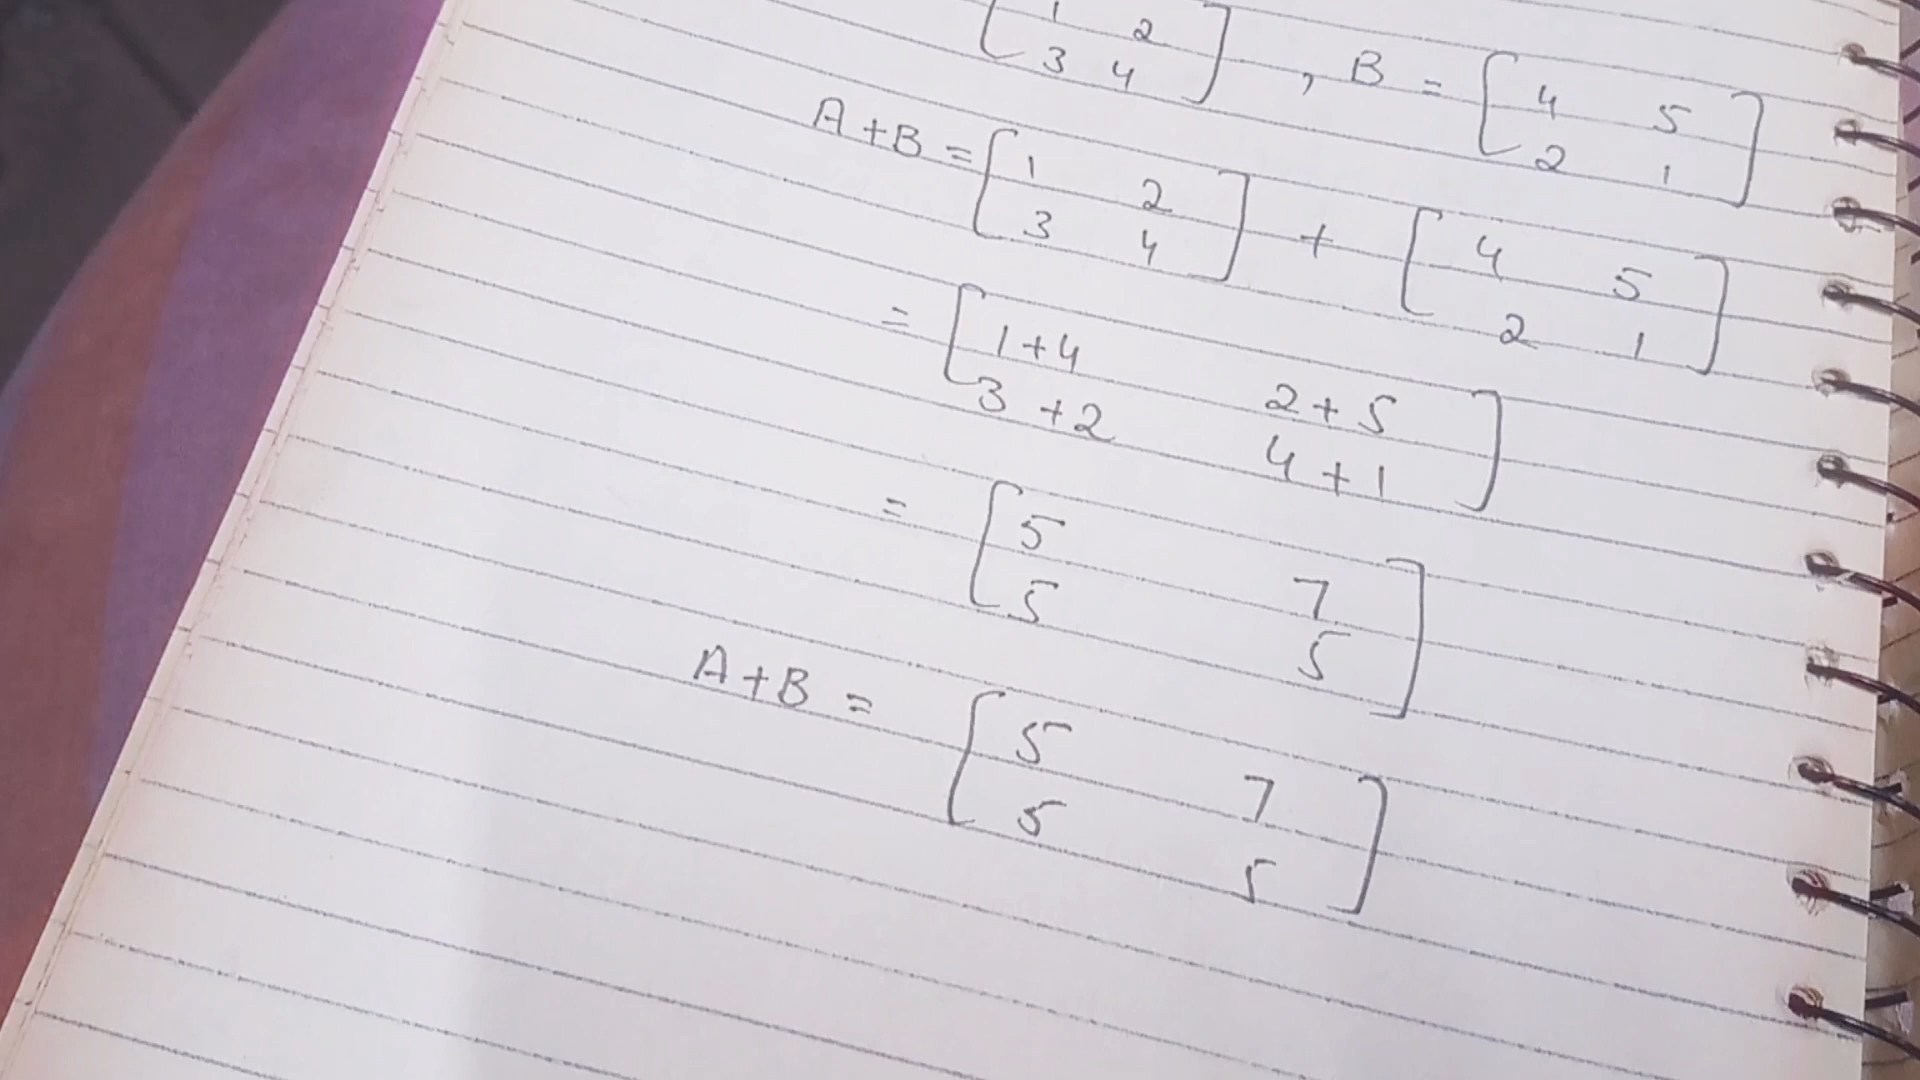 [1 2
3 4] , B = [4 5
2 1]
A+B = [1 2
3 4] + [4 5
2 1]
= [1+4 2+5
3+2 4+1]
= [5 7
5 5]
A+B = [5 7
5 5]